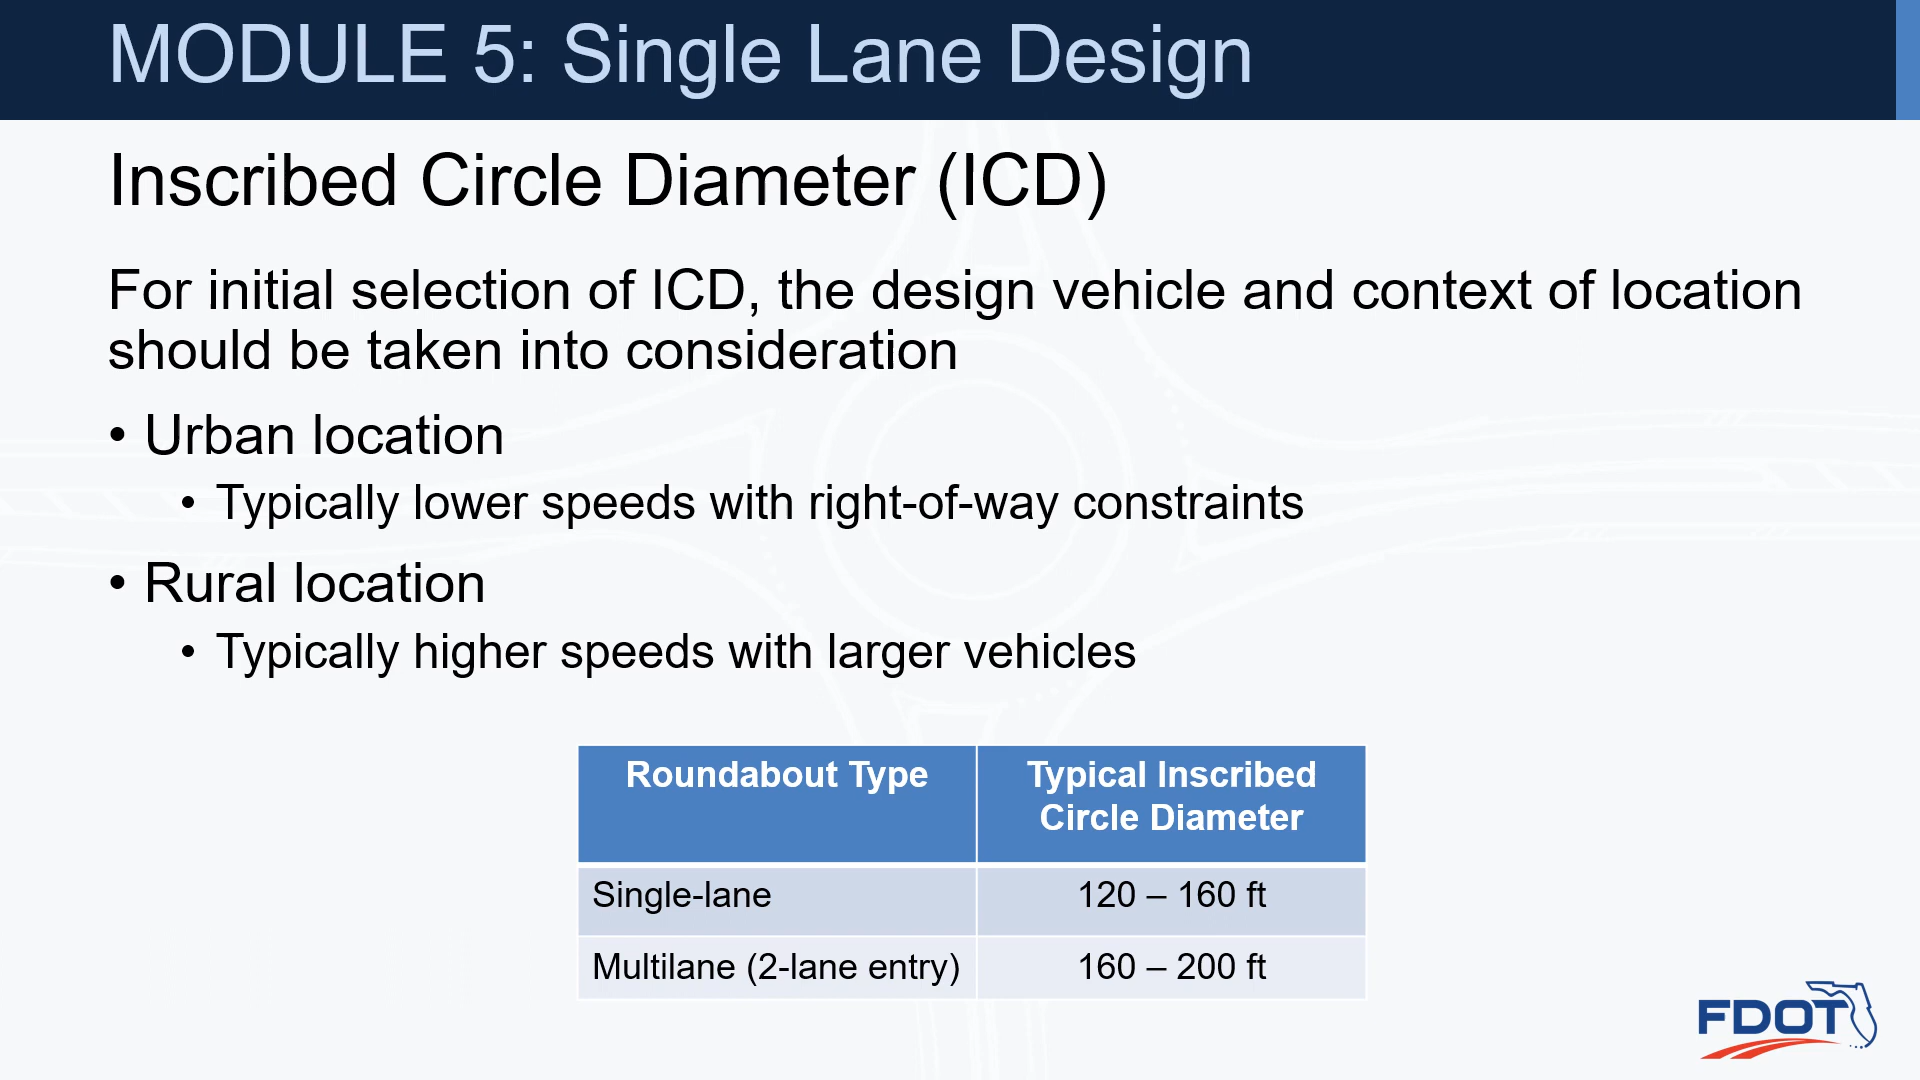 MODULE 5: Single Lane Design
Inscribed Circle Diameter (ICD)
For initial selection of ICD, the design vehicle and context of location
should be taken into consideration
• Urban location
• Typically lower speeds with right-of-way constraints
• Rural location
• Typically higher speeds with larger vehicles
Roundabout Type
Typical Inscribed
Circle Diameter
Single-lane
120 – 160 ft
Multilane (2-lane entry)
160 – 200 ft
FDOT